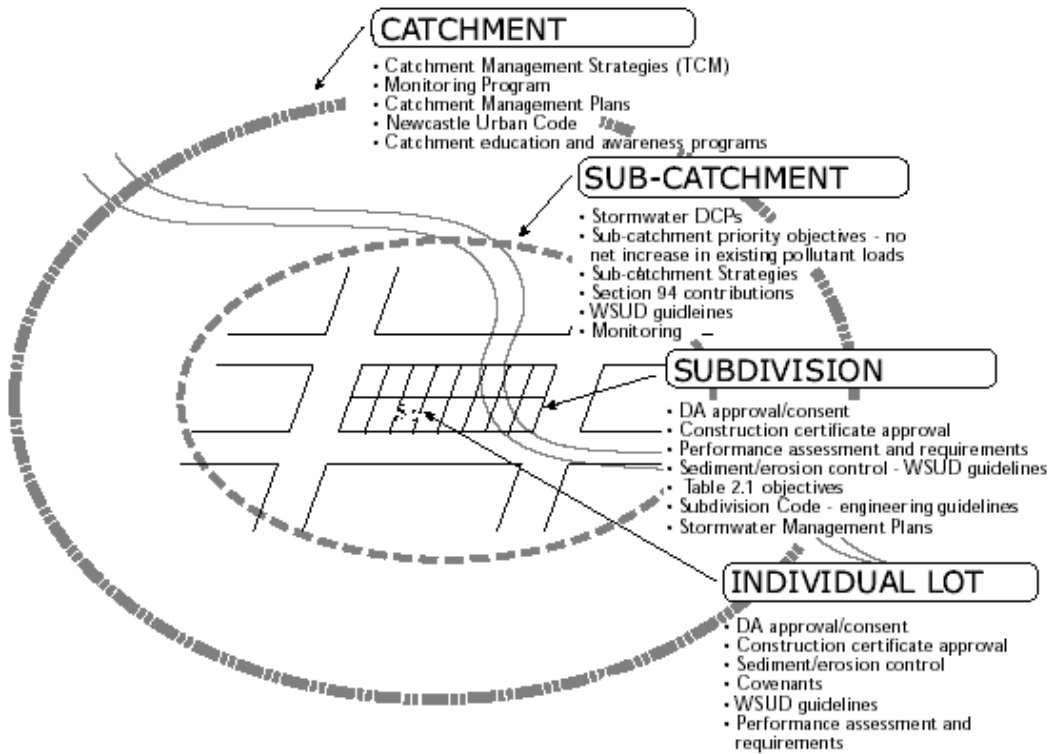 CATCHMENT
• Catchment Management Strategies (TCM)
• Monitoring Program
• Catchment Management Plans
• Newcastle Urban Code
• Catchment education and awareness programs
SUB-CATCHMENT
• Stormwater DCPs
• Sub-catchment priority objectives - no
net increase in existing pollutant loads
• Sub-catchment Strategies
• Section 94 contributions
• WSUD guidleines
• Monitoring
SUBDIVISION
• DA approval/consent
• Construction certificate approval
• Performance assessment and requirements
• Sediment/erosion control - WSUD guidelines
• Table 2.1 objectives
• Subdivision Code - engineering guidelines
• Stormwater Management Plans
INDIVIDUAL LOT
• DA approval/consent
• Construction certificate approval
• Sediment/erosion control
• Covenants
• WSUD guidelines
• Performance assessment and
requirements